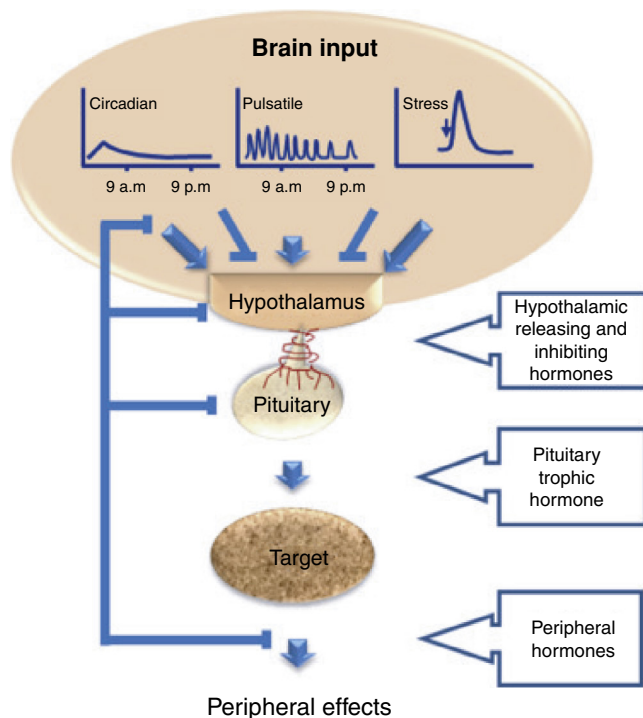 Brain input
Circadian
Pulsatile
Stress
9 a.m
9 p.m
9 a.m
9 p.m
Hypothalamus
Hypothalamic
releasing and
inhibiting
hormones
Pituitary
Pituitary
trophic
hormone
Target
Peripheral
hormones
Peripheral effects